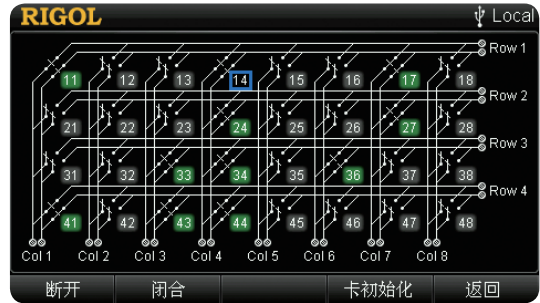 RIGOL Local
Row 1
11 12 13 14 15 16 17 18
Row 2
21 22 23 24 25 26 27 28
Row 3
31 32 33 34 35 36 37 38
Row 4
41 42 43 44 45 46 47 48
Col 1 Col 2 Col 3 Col 4 Col 5 Col 6 Col 7 Col 8
断开 闭合 卡初始化 返回